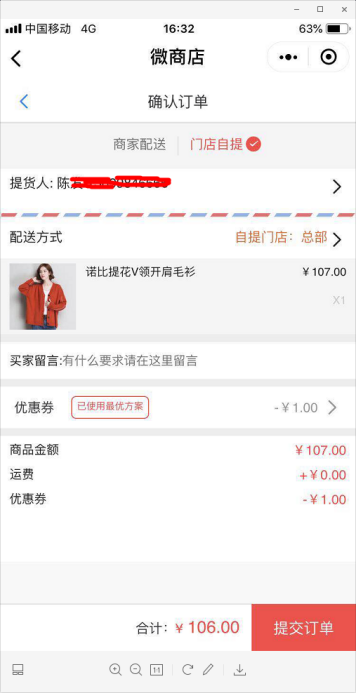 中国移动 4G 16:32 63%
微商店
确认订单
商家配送 门店自提
提货人: 陈
配送方式 自提门店：总部
诺比提花V领开肩毛衫 ￥107.00
X1
买家留言:有什么要求请在这里留言
优惠券 已使用最优方案 -￥1.00
商品金额 ￥107.00
运费 +￥0.00
优惠券 -￥1.00
合计: ￥106.00 提交订单
1:1